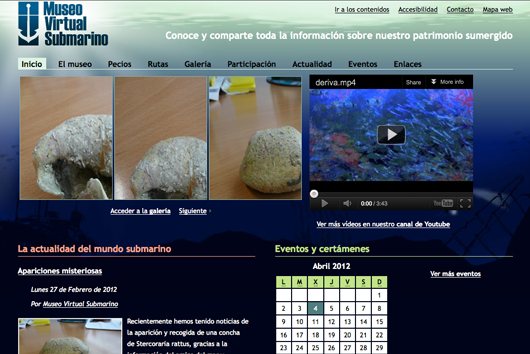 Museo
Virtual
Submarino
Ir a los contenidos Accesibilidad Contacto Mapa web
Conoce y comparte toda la información sobre nuestro patrimonio sumergido
Inicio El museo Pecios Rutas Galería Participación Actualidad Eventos Enlaces
deriva.mp4 Share More info
0:00 / 3:43 YouTube
Acceder a la galería Siguiente
Ver más vídeos en nuestro canal de Youtube
La actualidad del mundo submarino
Apariciones misteriosas
Lunes 27 de Febrero de 2012
Por Museo Virtual Submarino
Recientemente hemos tenido noticias de
la aparición y recogida de una concha
de Stercoraria rattus, gracias a la
Eventos y certámenes
Abril 2012
L M X J V S D
1
2 3 4 5 6 7 8
9 10 11 12 13 14 15
16 17 18 19 20 21 22
23 24 25 26 27 28 29
Ver más eventos